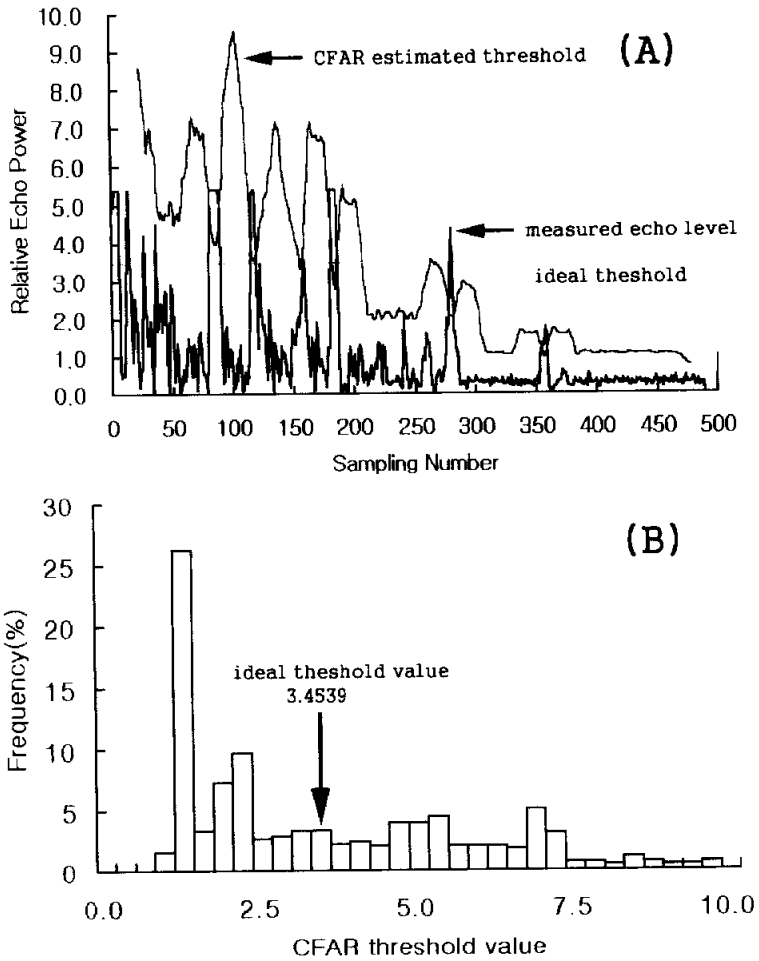 10.0
(A)
CFAR estimated threshold
9.0
8.0
7.0
6.0
5.0
4.0
3.0
2.0
1.0
0.0
Relative Echo Power
measured echo level
ideal theshold
0 50 100 150 200 250 300 350 400 450 500
Sampling Number
30
(B)
25
20
15
10
5
0
Frequency(%)
ideal theshold value
3.4539
0.0 2.5 5.0 7.5 10.0
CFAR threshold value